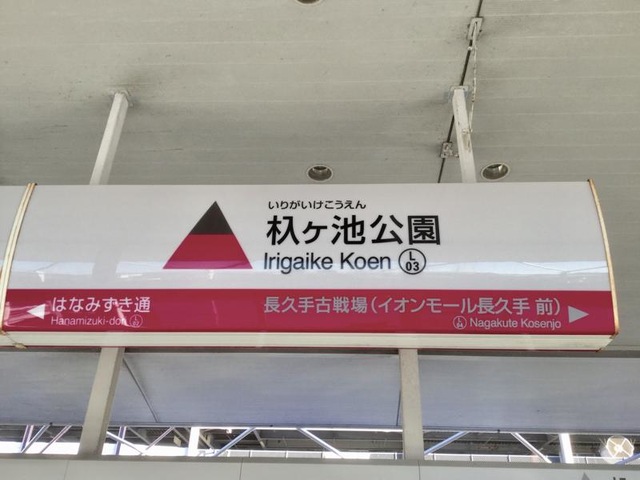 いりがいけこうえん
杁ヶ池公園
Irigaike Koen L 03
はなみずき通
Hanamizuki-dori
長久手古戦場(イオンモール長久手 前)
L 04 Nagakute Kosenjo